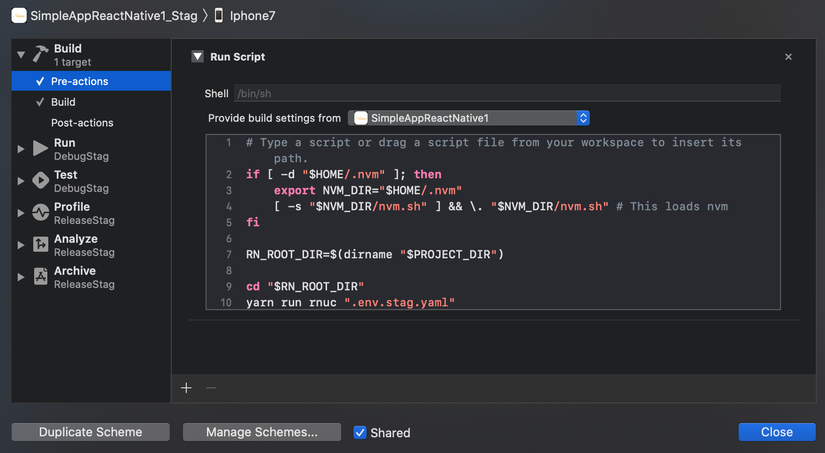 SimpleAppReactNative1_Stag 〉 Iphone7
Build
1 target
Pre-actions
Build
Post-actions
Run
DebugStag
Test
DebugStag
Profile
ReleaseStag
Analyze
ReleaseStag
Archive
ReleaseStag
Run Script
Shell /bin/sh
Provide build settings from SimpleAppReactNative1
1 # Type a script or drag a script file from your workspace to insert its
path.
2 if [ -d "$HOME/.nvm" ]; then
3 export NVM_DIR="$HOME/.nvm"
4 [ -s "$NVM_DIR/nvm.sh" ] && \. "$NVM_DIR/nvm.sh" # This loads nvm
5 fi
6
7 RN_ROOT_DIR=$(dirname "$PROJECT_DIR")
8
9 cd "$RN_ROOT_DIR"
10 yarn run rnuc ".env.stag.yaml"
Duplicate Scheme
Manage Schemes...
Shared
Close